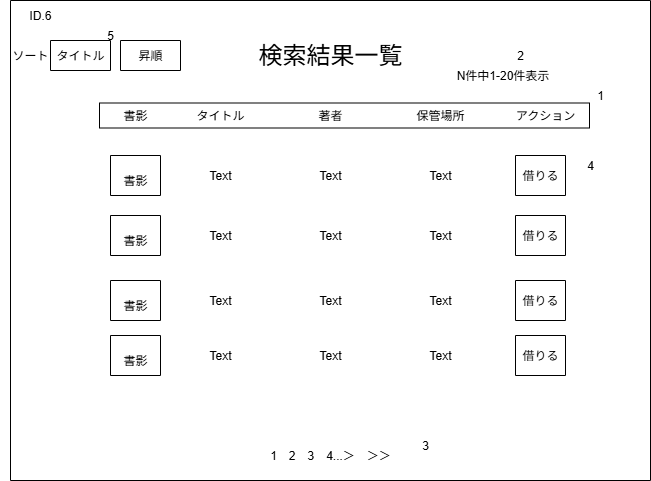 ID.6
5
ソート タイトル 昇順 検索結果一覧 2
N件中1-20件表示
1
書影 タイトル 著者 保管場所 アクション
4
書影 Text Text Text 借りる
書影 Text Text Text 借りる
書影 Text Text Text 借りる
書影 Text Text Text 借りる
3
1 2 3 4...＞ ＞＞